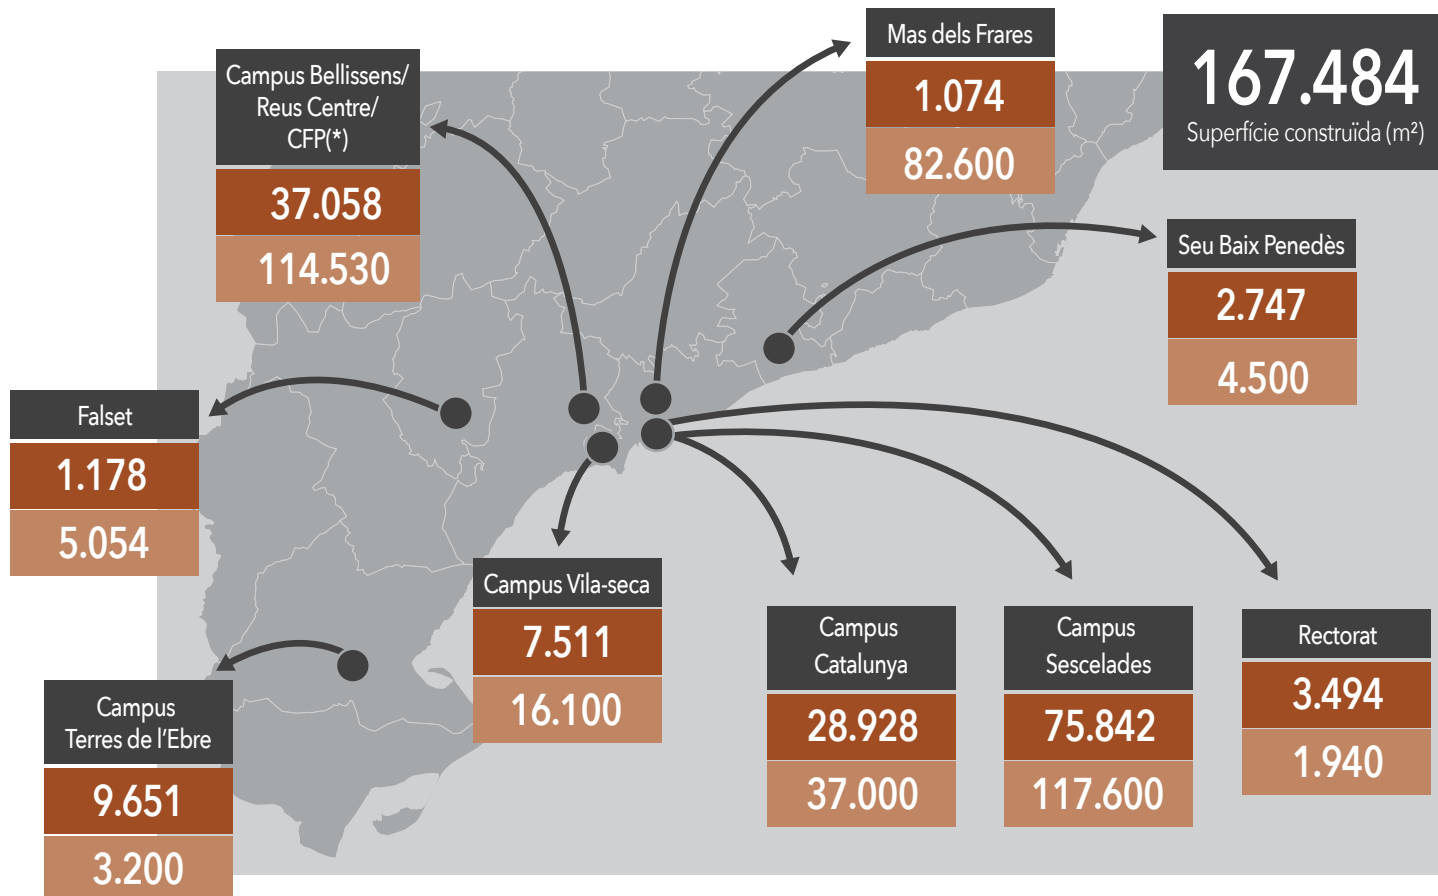 Campus Bellissens/
Reus Centre/
CFP(*)
37.058
114.530
Mas dels Frares
1.074
82.600
167.484
Superfície construïda (m²)
Seu Baix Penedès
2.747
4.500
Falset
1.178
5.054
Campus Vila-seca
7.511
16.100
Campus
Catalunya
28.928
37.000
Campus
Sescelades
75.842
117.600
Rectorat
3.494
1.940
Campus
Terres de l'Ebre
9.651
3.200